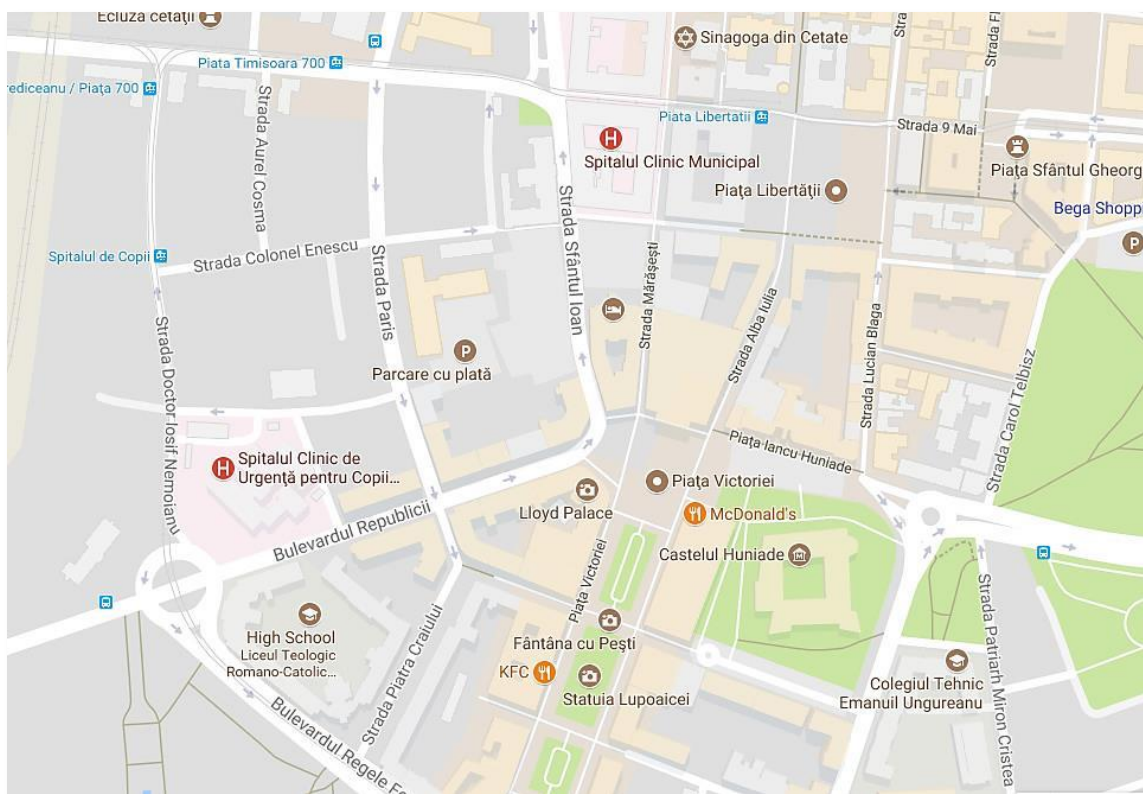 Ecluza cetății
Sinagoga din Cetate
Strada Fl
Piata Timisoara 700
rediceanu / Piața 700
Strada Aurel Cosma
Strada Paris
Piata Libertatii
Strada 9 Mai
H
Spitalul Clinic Municipal
Piața Sfântul Gheorg
Piața Libertății
Bega Shoppi
P
Spitalul de Copii
Strada Colonel Enescu
Strada Sfântul Ioan
Strada Mărășești
Strada Alba Iulia
Strada Lucian Blaga
Strada Carol Telbisz
Strada Doctor Iosif Nemoianu
P
Parcare cu plată
Piața Iancu Huniade
H
Spitalul Clinic de
Urgență pentru Copii...
Piața Victoriei
Lloyd Palace
McDonald's
Bulevardul Republicii
Castelul Huniade
Piața Victoriei
High School
Liceul Teologic
Romano-Catolic...
Strada Piatra Craiului
Fântâna cu Pești
KFC
Statuia Lupoaicei
Colegiul Tehnic
Emanuil Ungureanu
Strada Patriarh Miron Cristea
Bulevardul Regele Fe